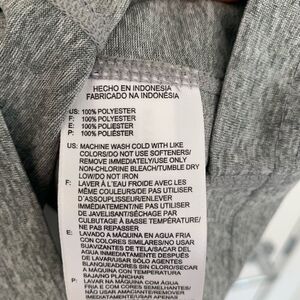 HECHO EN INDONESIA
FABRICADO NA INDONÉSIA
US: 100% POLYESTER
F: 100% POLYESTER
E: 100% POLIÉSTER
P: 100% POLIÉSTER
US: MACHINE WASH COLD WITH LIKE
COLORS/DO NOT USE SOFTENERS/
REMOVE IMMEDIATELY/USE ONLY
NON-CHLORINE BLEACH/TUMBLE DRY
LOW/DO NOT IRON
F: LAVER À L'EAU FROIDE AVEC LES
MÊME COULEURS/DE PAS UTILISER
D'ASSOUPLISSEUR/ENLEVER
IMMÉDIATEMENT/NE PAS UTILISER
DE JAVELISANT/SÉCHAGE PAR
CULBUTAGE À BASSE TEMPÉRATURE/
NE PAS REPASSER
E: LAVADO A MÁQUINA EN AGUA FRIA
CON COLORES SIMILARES/NO USAR
SUAVIZANTES DE TELA/SACAR DEL
AGUA INMEDIATAMENTE DESPUÉS
DE LAVAR/USAR SÓLO AGENTES
BLANQUEADORES SIN CLORO/SECAR
A MÁQUINA CON TEMPERATURA
BAJA/NO PLANCHAR
P: LAVAR NA MÁQUINA COM ÁGUA
FRIA E COM CORES SEMELHANTES/
NÃO USAR AMACIANTES/REMOVER
IMEDIATAMENTE/USAR APENAS